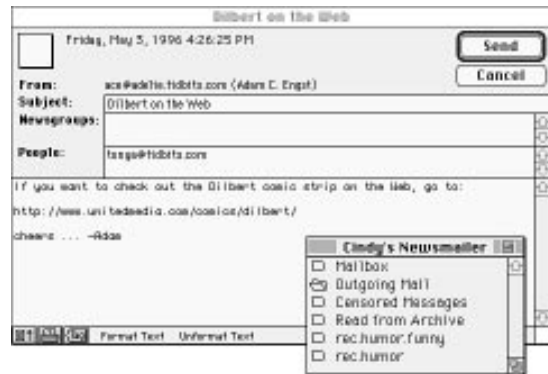 Dilbert on the Web
Friday, May 3, 1996 4:26:25 PM
Send
Cancel
From: ace@adelie.tidbits.com (Adam C. Engst)
Subject: Dilbert on the Web
Newsgroups:
People: tonya@tidbits.com
If you want to check out the Dilbert comic strip on the Web, go to:
http://www.unitedmedia.com/comics/dilbert/
cheers ... -Adam
Cindy's Newsmailer
Mailbox
Outgoing Mail
Censored Messages
Read from Archive
rec.humor.funny
rec.humor
Format Text Unformat Text